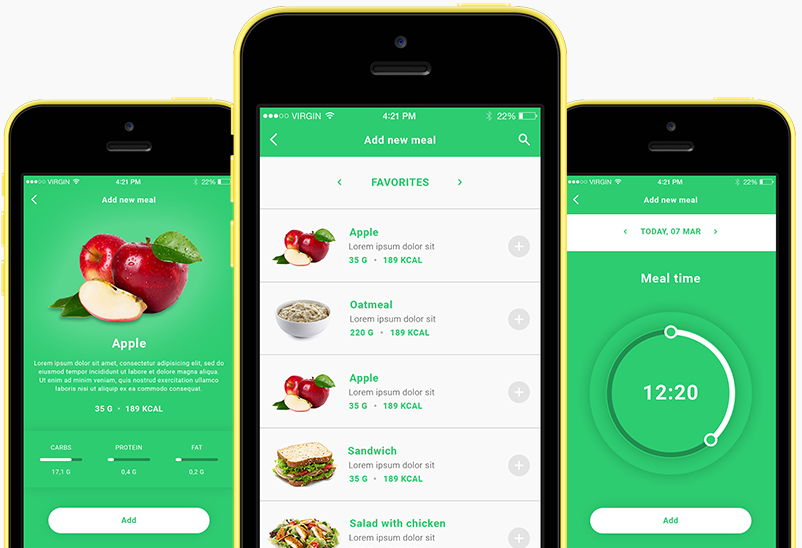 ●●●○○ VIRGIN 4:21 PM 22%
Add new meal
Apple
Lorem ipsum dolor sit amet, consectetur adipisicing elit, sed do
eiusmod tempor incididunt ut labore et dolore magna aliqua.
Ut enim ad minim veniam, quis nostrud exercitation ullamco
laboris nisi ut aliquip ex ea commodo consequat.
35 G • 189 KCAL
CARBS PROTEIN FAT
17,1 G 0,4 G 0,2 G
Add
●●●○○ VIRGIN 4:21 PM 22%
Add new meal
FAVORITES
Apple
Lorem ipsum dolor sit
35 G • 189 KCAL
Oatmeal
Lorem ipsum dolor sit
220 G • 189 KCAL
Apple
Lorem ipsum dolor sit
35 G • 189 KCAL
Sandwich
Lorem ipsum dolor sit
35 G • 189 KCAL
Salad with chicken
Lorem ipsum dolor sit
●●●○○ VIRGIN 4:21 PM 22%
Add new meal
TODAY, 07 MAR
Meal time
12:20
Add